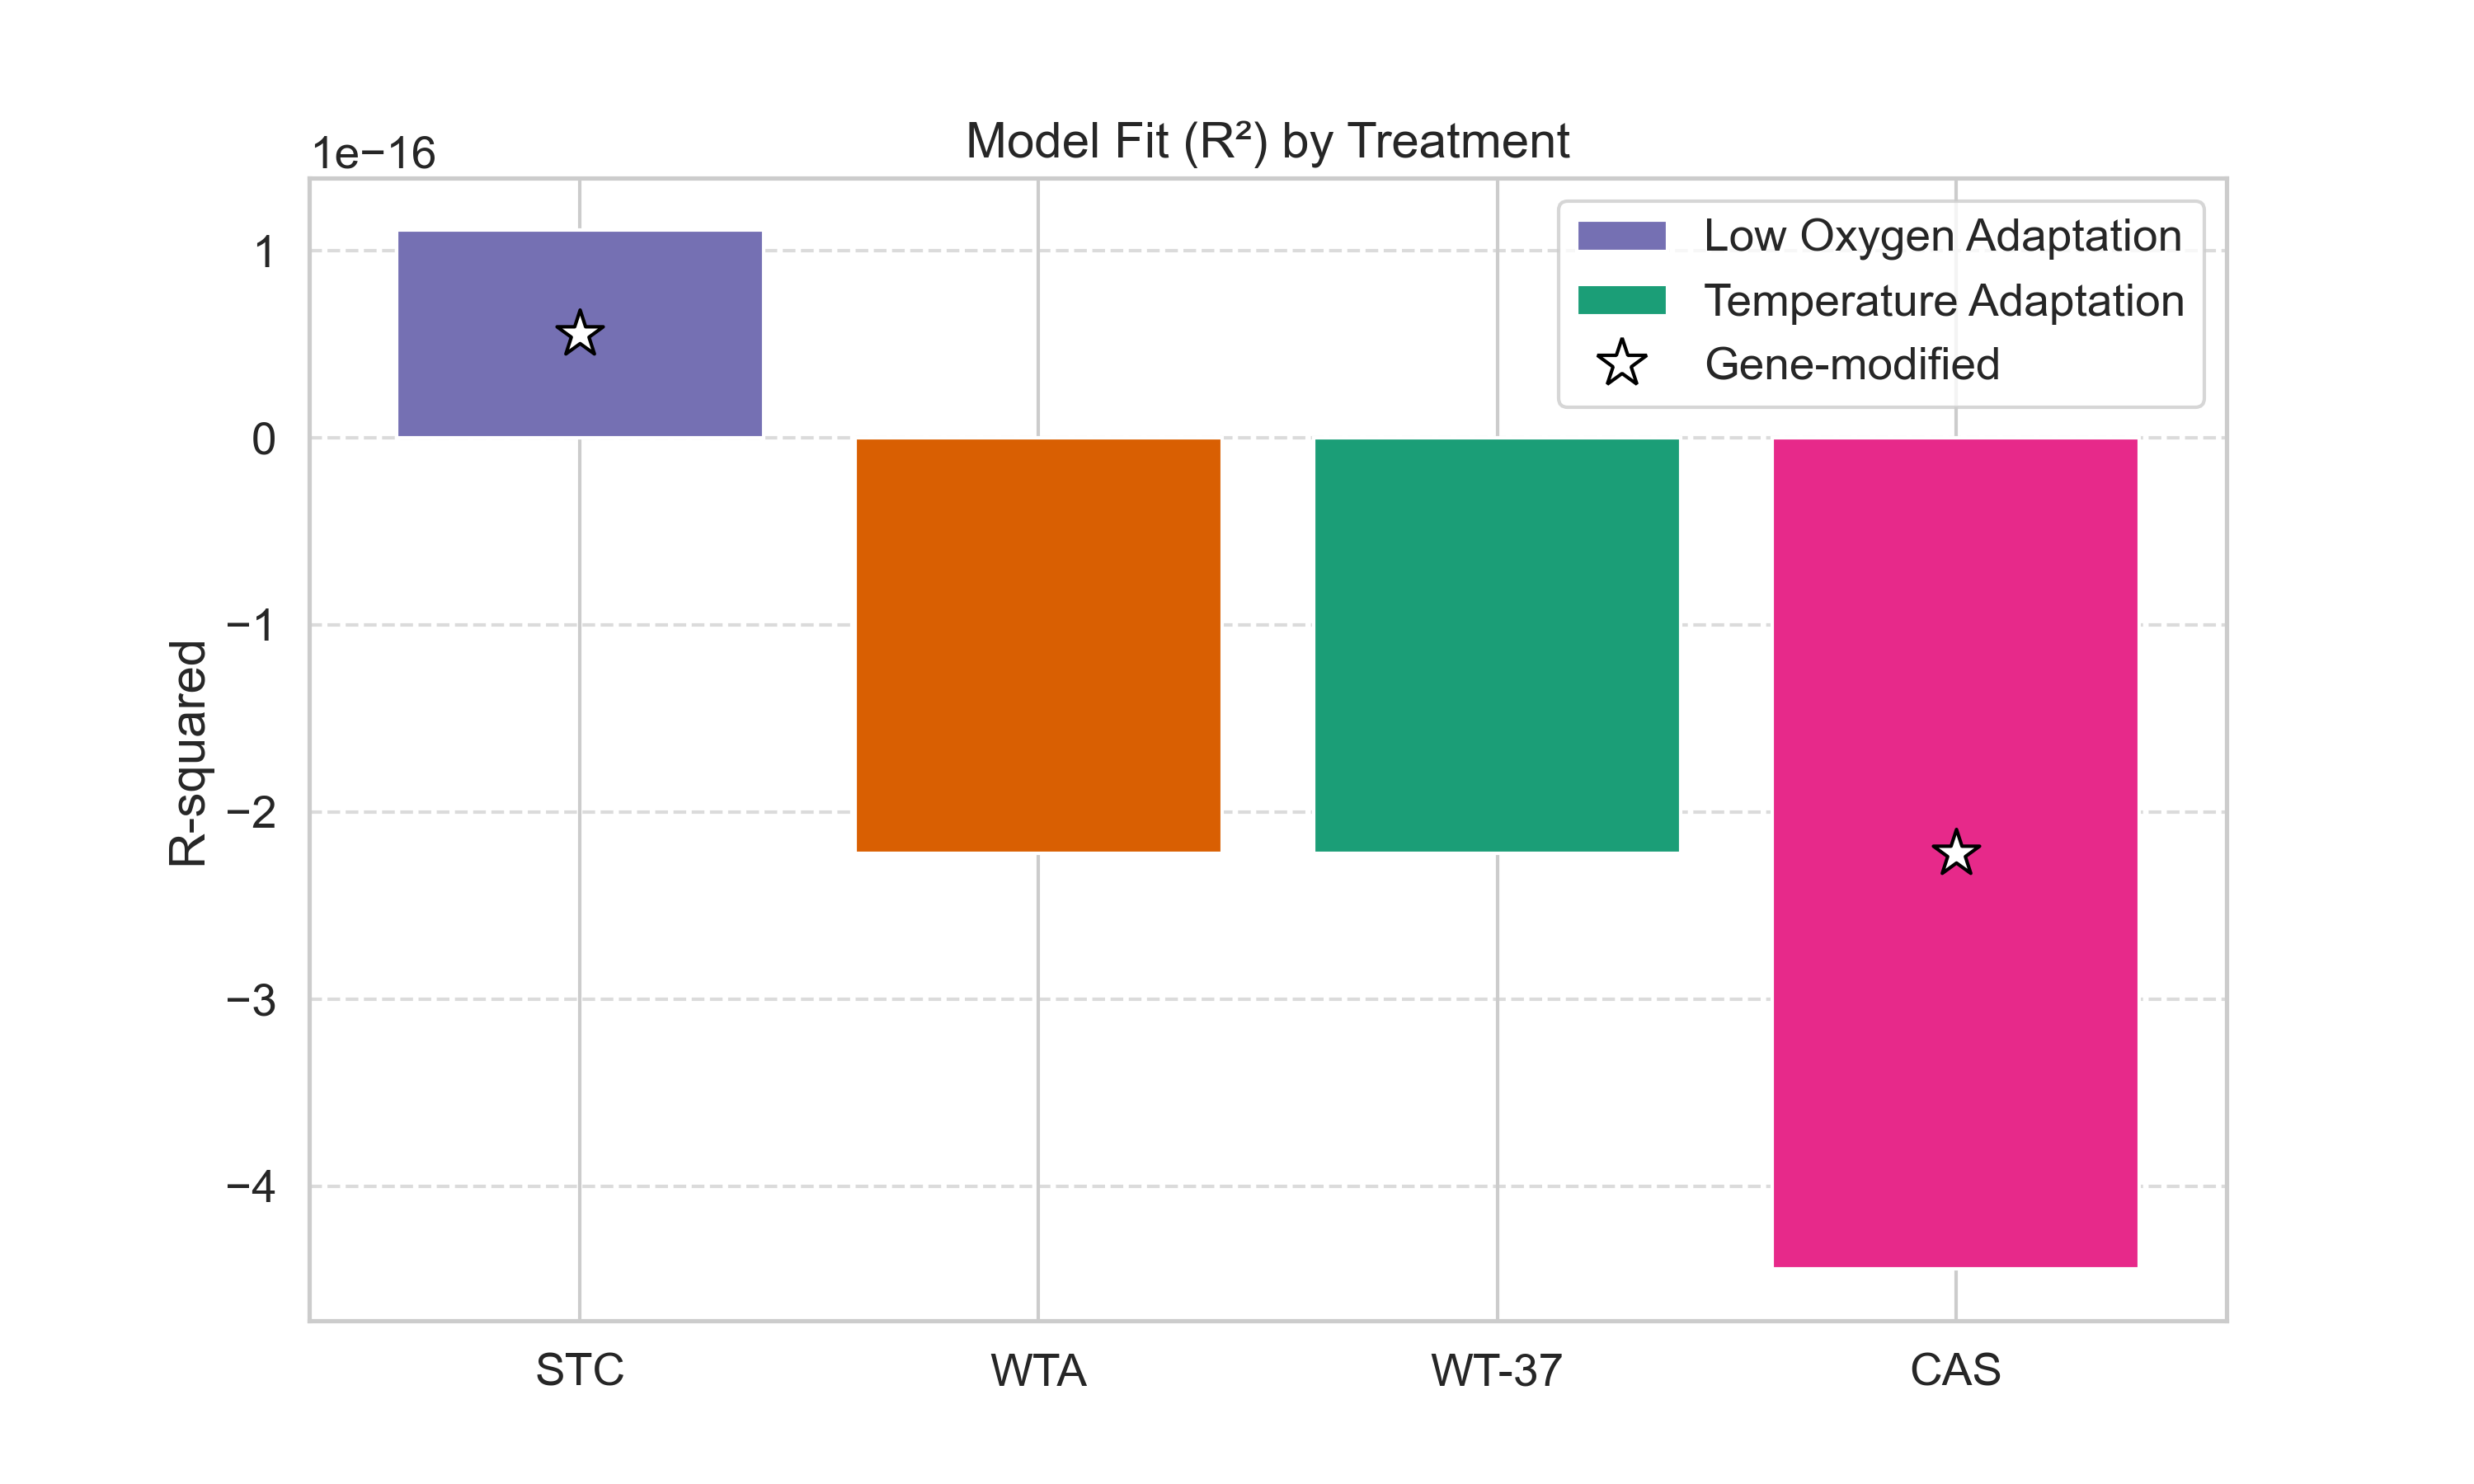 Model Fit (R²) by Treatment
1e−16
Low Oxygen Adaptation
Temperature Adaptation
Gene-modified
1
0
−1
−2
−3
−4
R-squared
STC
WTA
WT-37
CAS